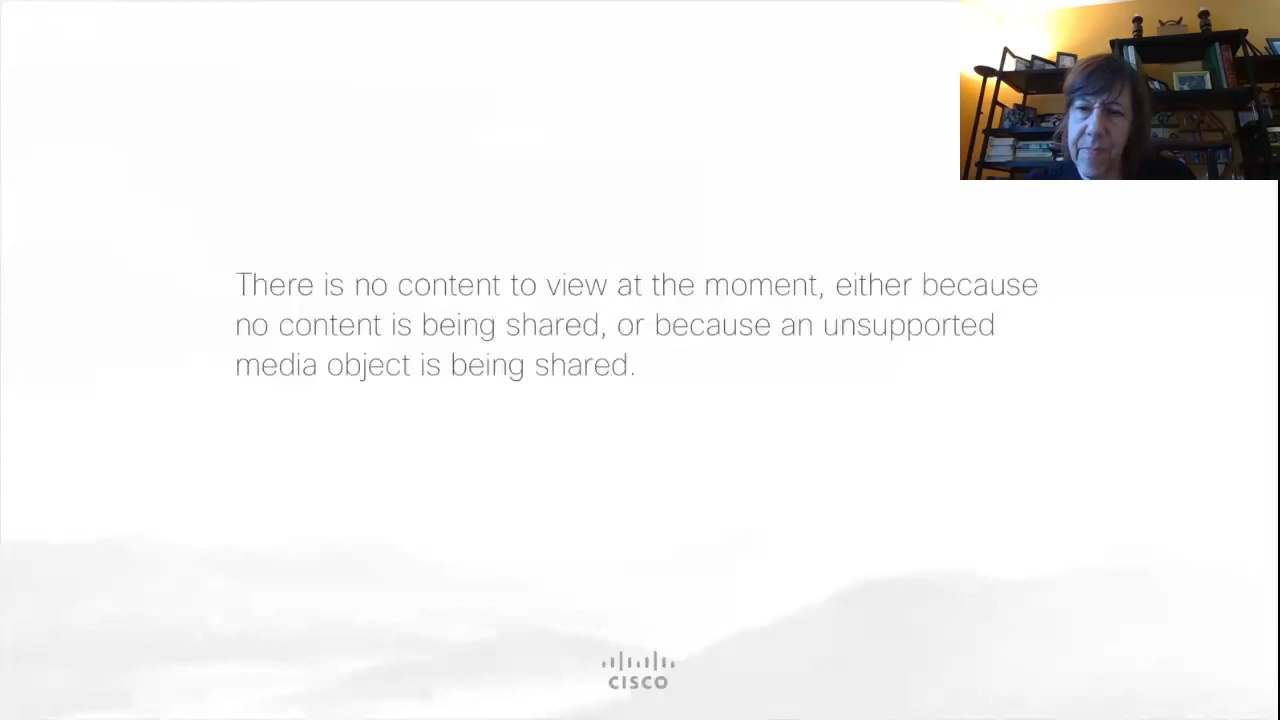 There is no content to view at the moment, either because
no content is being shared, or because an unsupported
media object is being shared.
CISCO